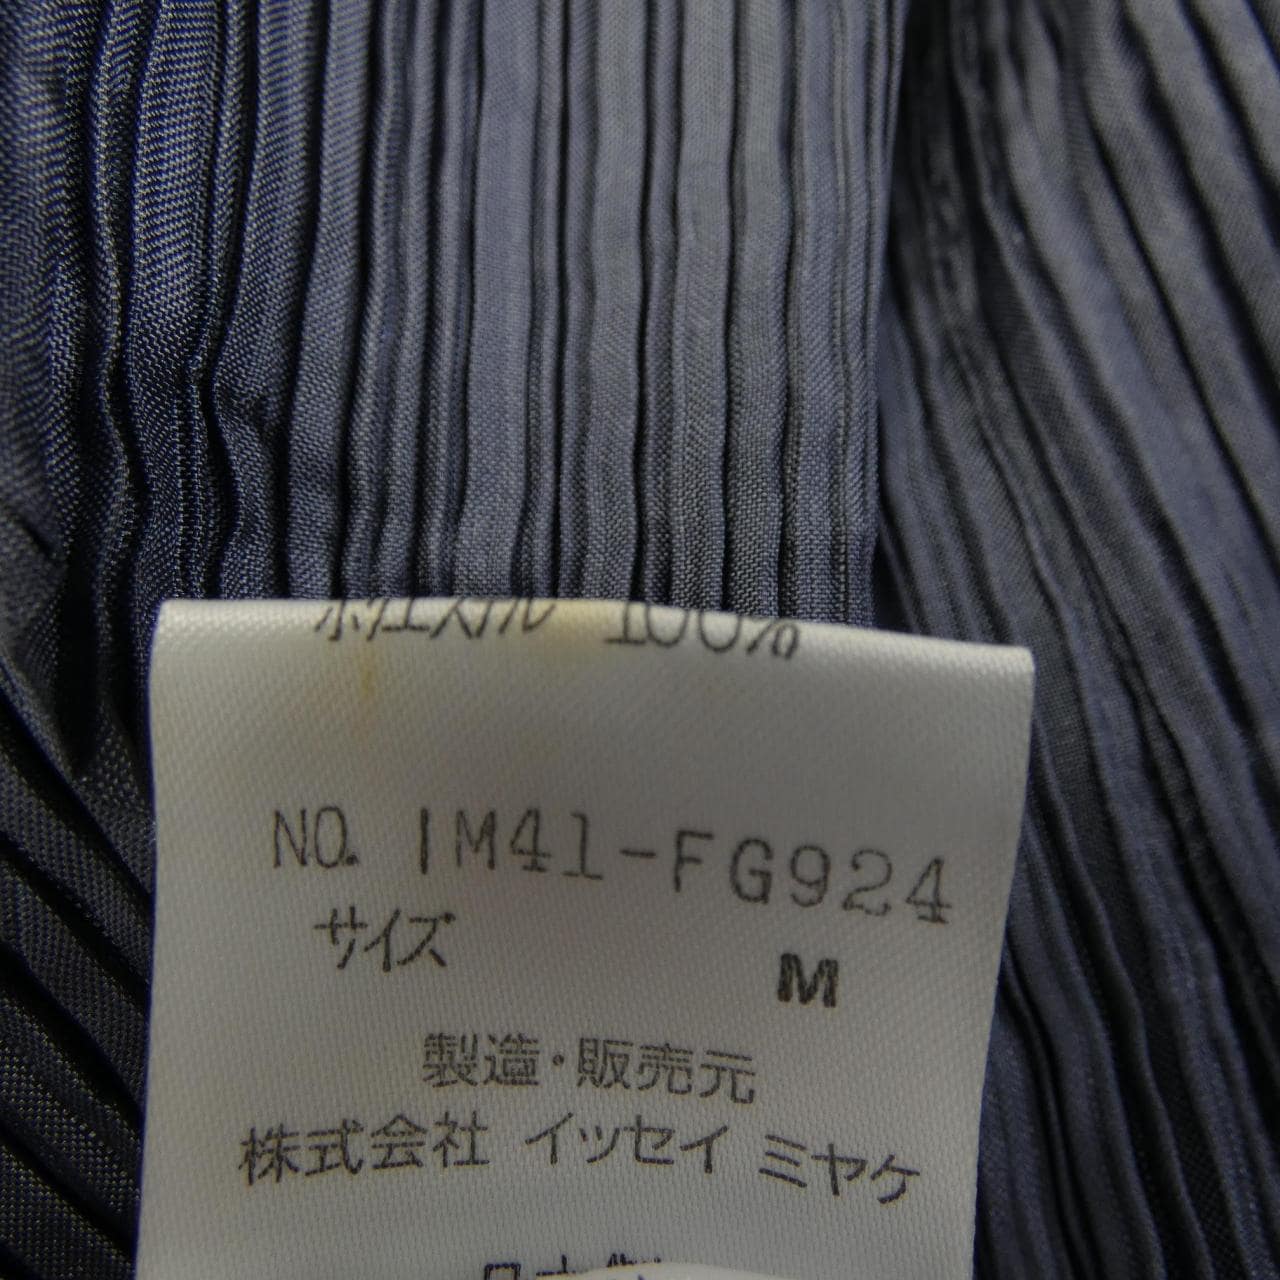 ポリエステル 100%
NO. IM41-FG924
サイズ M
製造・販売元
株式会社 イッセイ ミヤケ